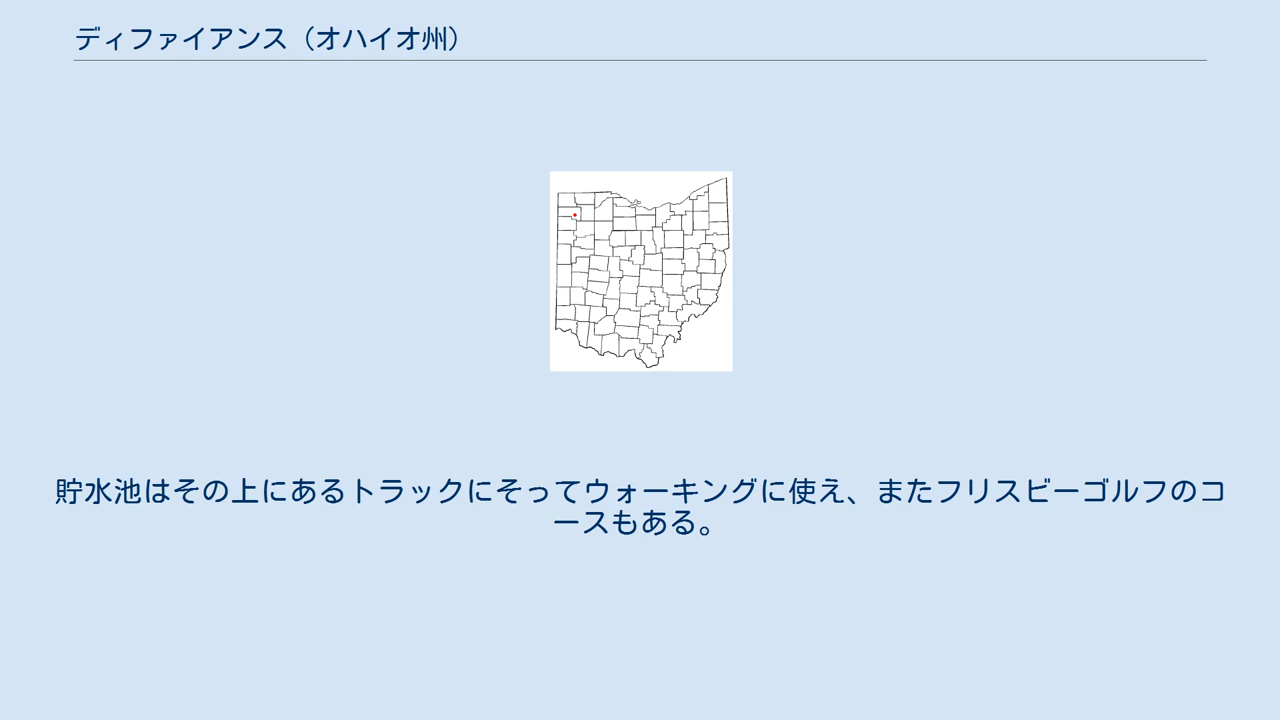 ディファイアンス（オハイオ州）
貯水池はその上にあるトラックにそってウォーキングに使え、またフリスビーゴルフのコ
ースもある。